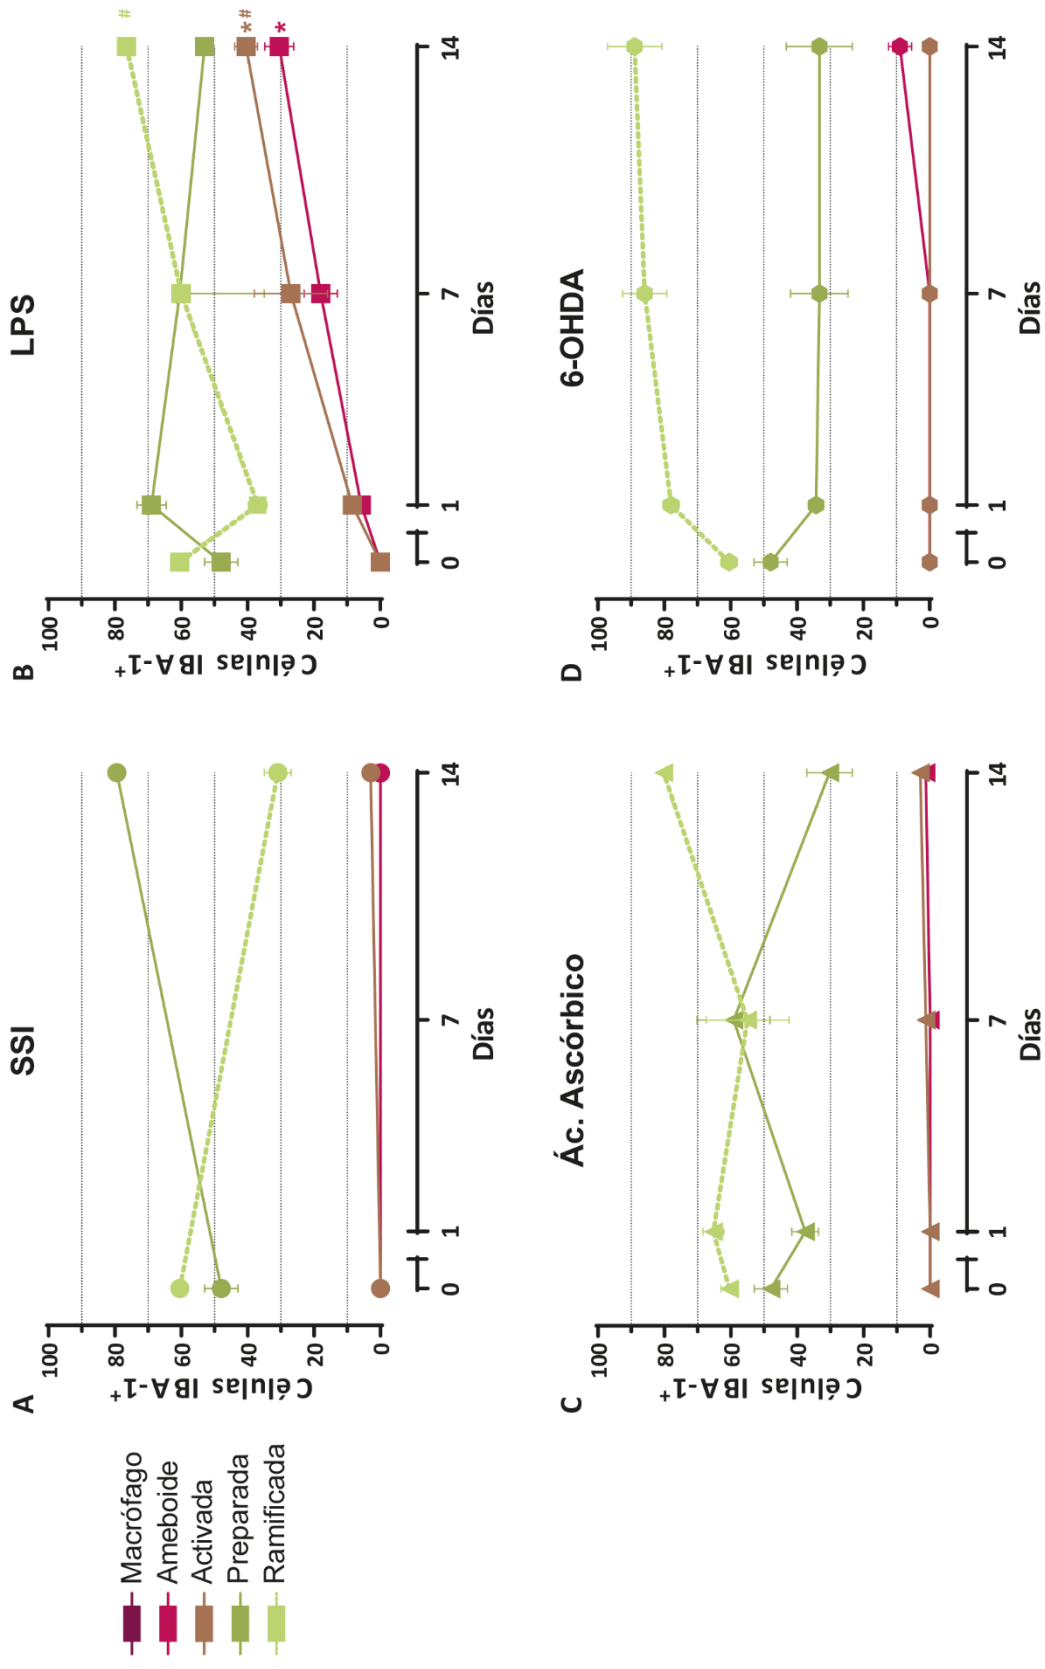 Macrófago
Ameboide
Activada
Preparada
Ramificada
A
SSI
Células IBA-1⁺
100
80
60
40
20
0
0
7
14
Días
B
LPS
Células IBA-1⁺
100
80
60
40
20
0
#
*#
*
0
1
7
14
Días
C
Ác. Ascórbico
Células IBA-1⁺
100
80
60
40
20
0
0
1
7
14
Días
D
6-OHDA
Células IBA-1⁺
100
80
60
40
20
0
0
1
7
14
Días